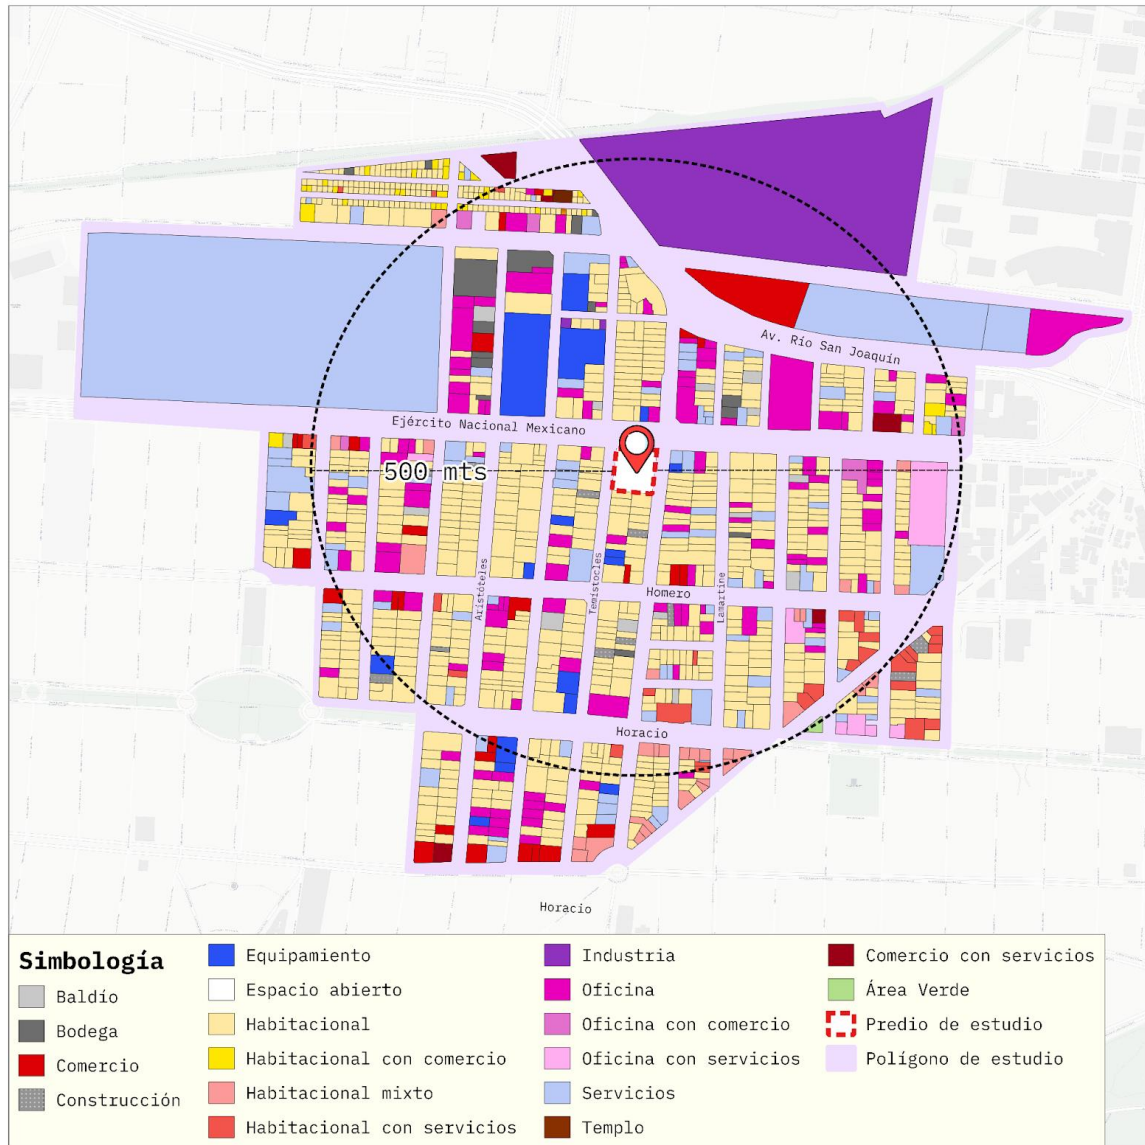 Av. Río San Joaquín
Ejército Nacional Mexicano
500 mts
Aristóteles
Temístocles
Lamartine
Homero
Horacio
Horacio
Simbología
Baldío
Bodega
Comercio
Construcción
Equipamiento
Espacio abierto
Habitacional
Habitacional con comercio
Habitacional mixto
Habitacional con servicios
Industria
Oficina
Oficina con comercio
Oficina con servicios
Servicios
Templo
Comercio con servicios
Área Verde
Predio de estudio
Polígono de estudio